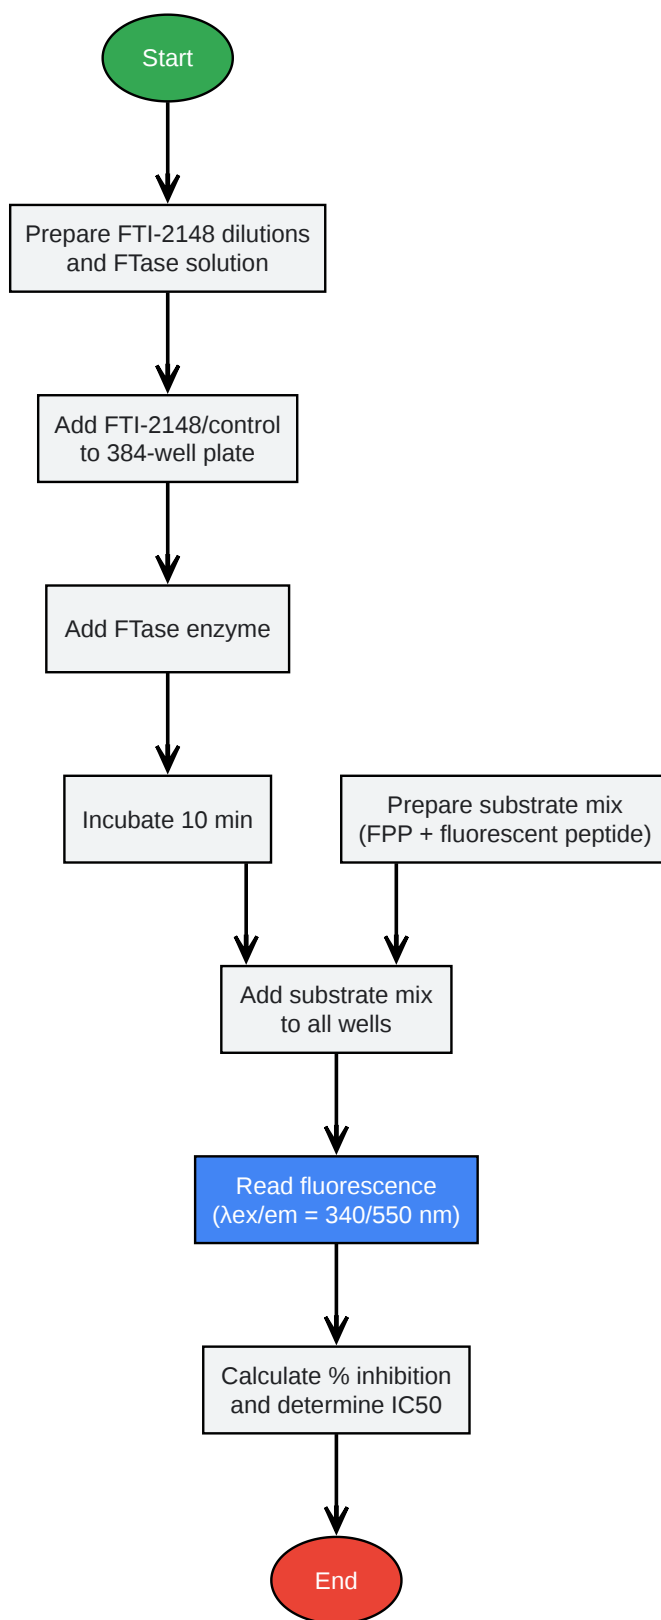 Start
Prepare FTI-2148 dilutions
and FTase solution
Add FTI-2148/control
to 384-well plate
Add FTase enzyme
Incubate 10 min
Prepare substrate mix
(FPP + fluorescent peptide)
Add substrate mix
to all wells
Read fluorescence
(λex/em = 340/550 nm)
Calculate % inhibition
and determine IC50
End